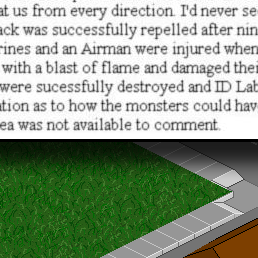 at us from every direction. I'd never se
ack was successfully repelled after nin
rines and an Airman were injured when
with a blast of flame and damaged thei
were sucessfully destroyed and ID Lab
ation as to how the monsters could hav
ea was not available to comment.